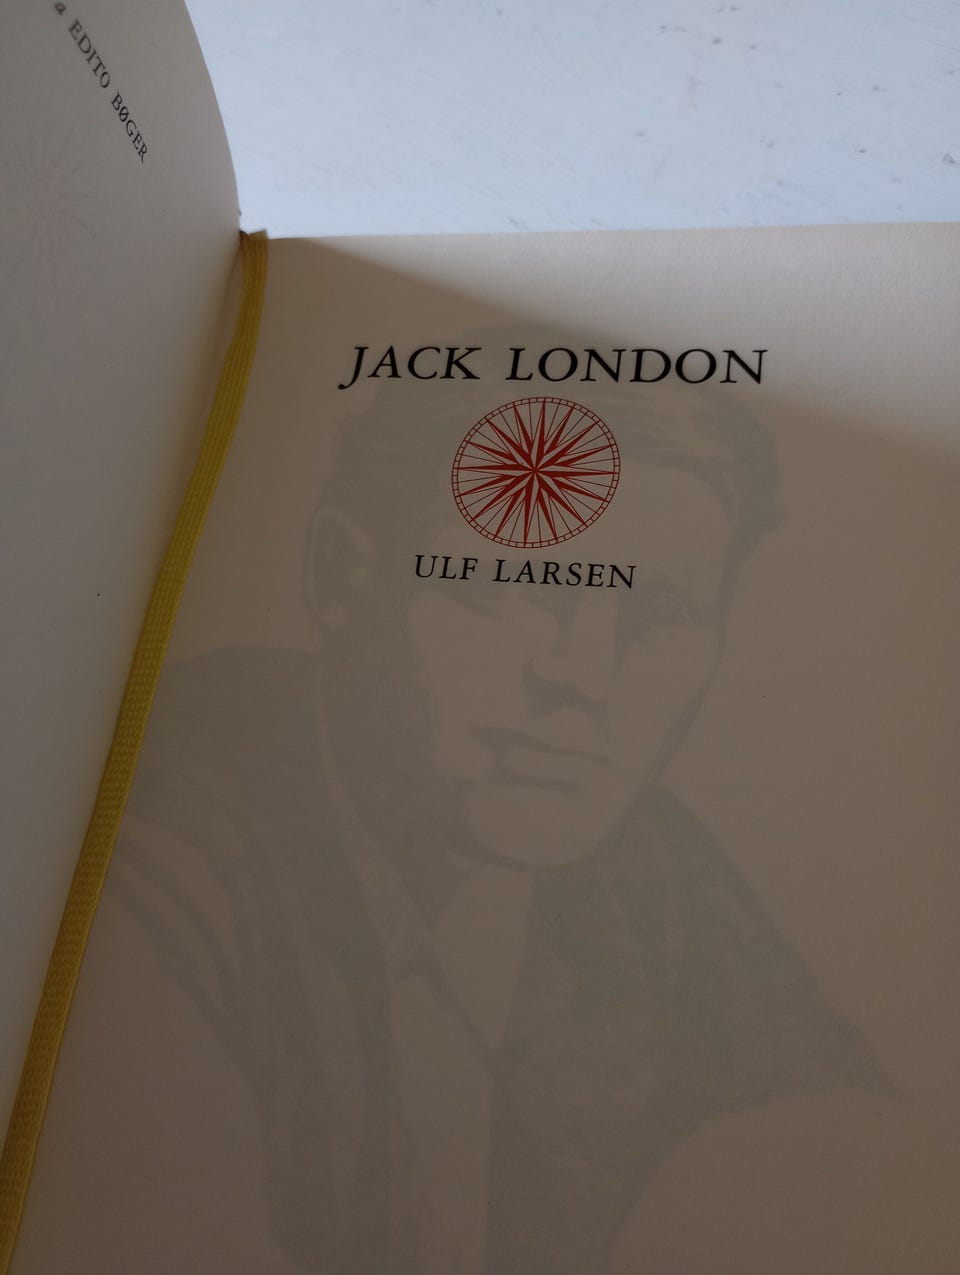 a EDITO BØGER
JACK LONDON
ULF LARSEN